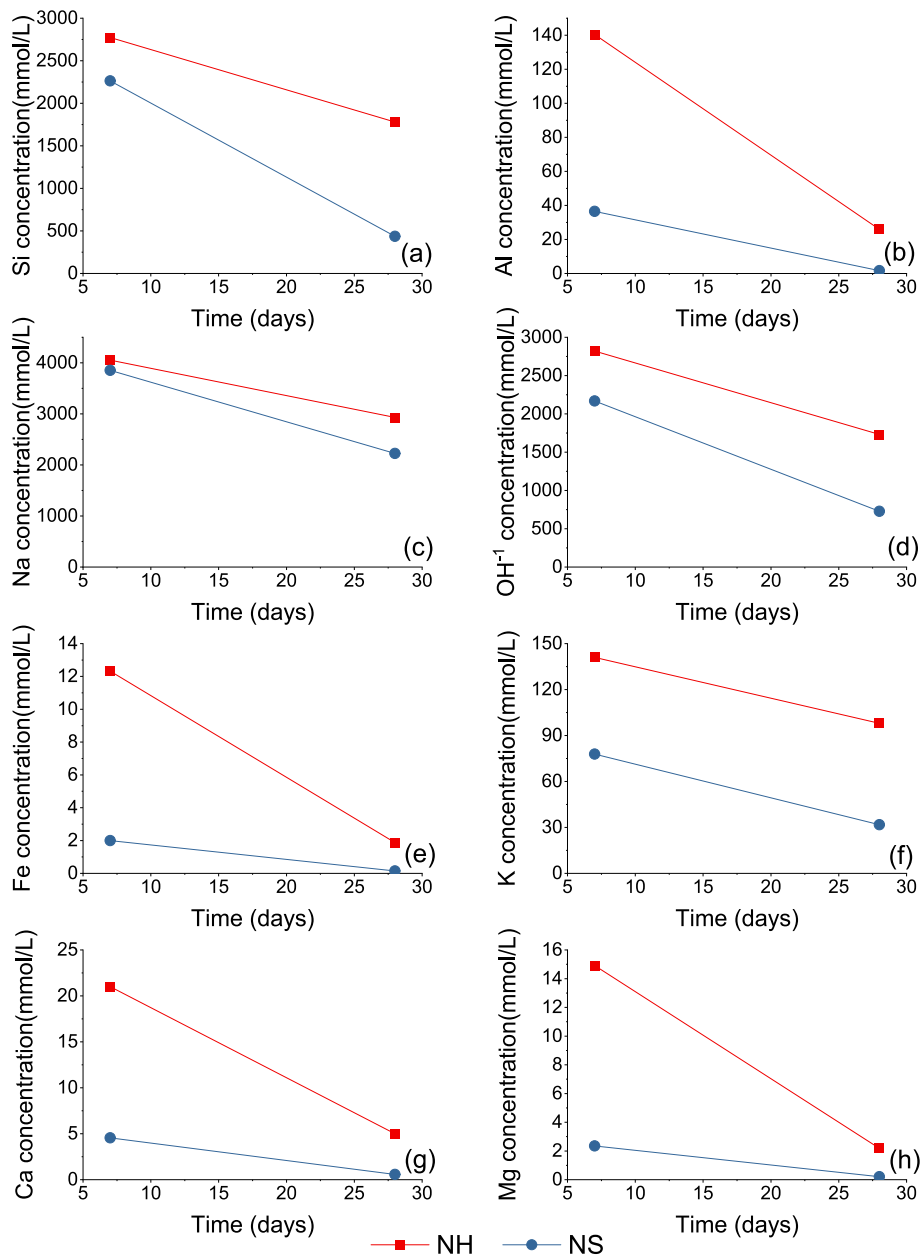 3000
2500
2000
1500
1000
500
0
5 10 15 20 25 30
Si concentration(mmol/L)
Time (days)
(a)
140
120
100
80
60
40
20
0
5 10 15 20 25 30
Al concentration(mmol/L)
Time (days)
(b)
4000
3000
2000
1000
0
5 10 15 20 25 30
Na concentration(mmol/L)
Time (days)
(c)
3000
2500
2000
1500
1000
500
0
5 10 15 20 25 30
OH⁻¹ concentration(mmol/L)
Time (days)
(d)
14
12
10
8
6
4
2
0
5 10 15 20 25 30
Fe concentration(mmol/L)
Time (days)
(e)
150
120
90
60
30
0
5 10 15 20 25 30
K concentration(mmol/L)
Time (days)
(f)
25
20
15
10
5
0
5 10 15 20 25 30
Ca concentration(mmol/L)
Time (days)
(g)
16
14
12
10
8
6
4
2
0
5 10 15 20 25 30
Mg concentration(mmol/L)
Time (days)
(h)
NH NS